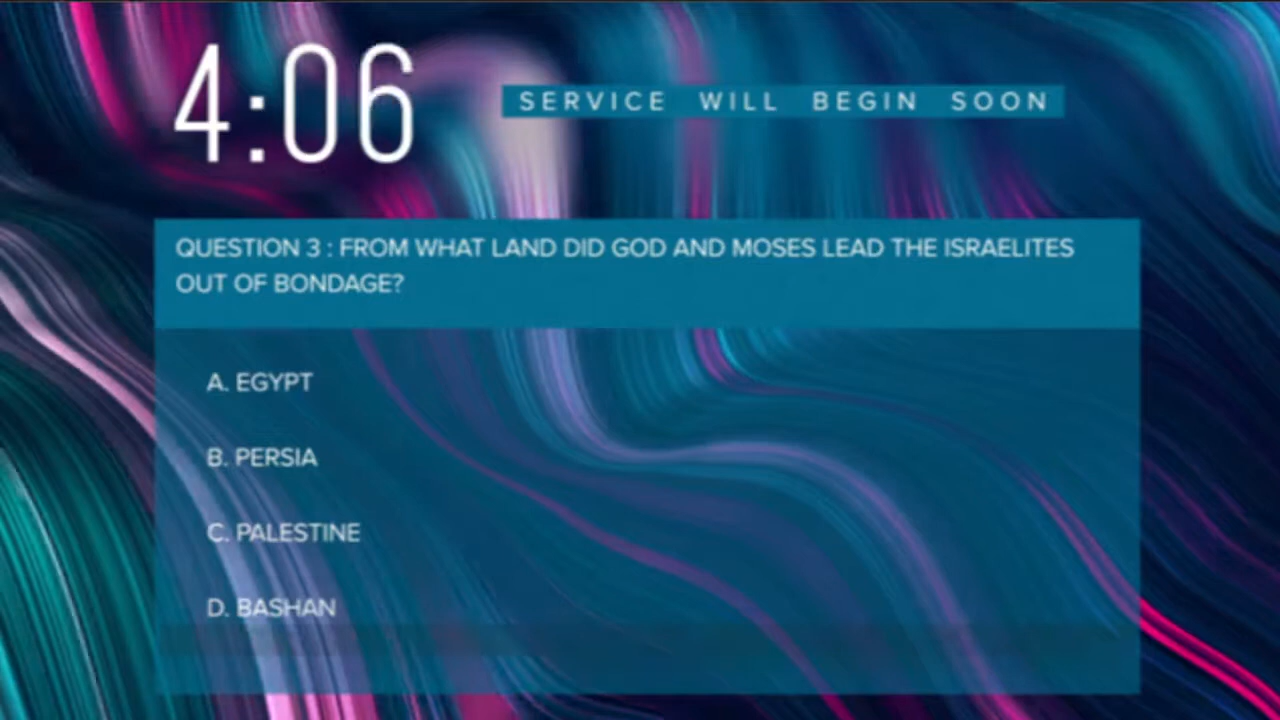 4:06
SERVICE WILL BEGIN SOON
QUESTION 3 : FROM WHAT LAND DID GOD AND MOSES LEAD THE ISRAELITES
OUT OF BONDAGE?
A. EGYPT
B. PERSIA
C. PALESTINE
D. BASHAN